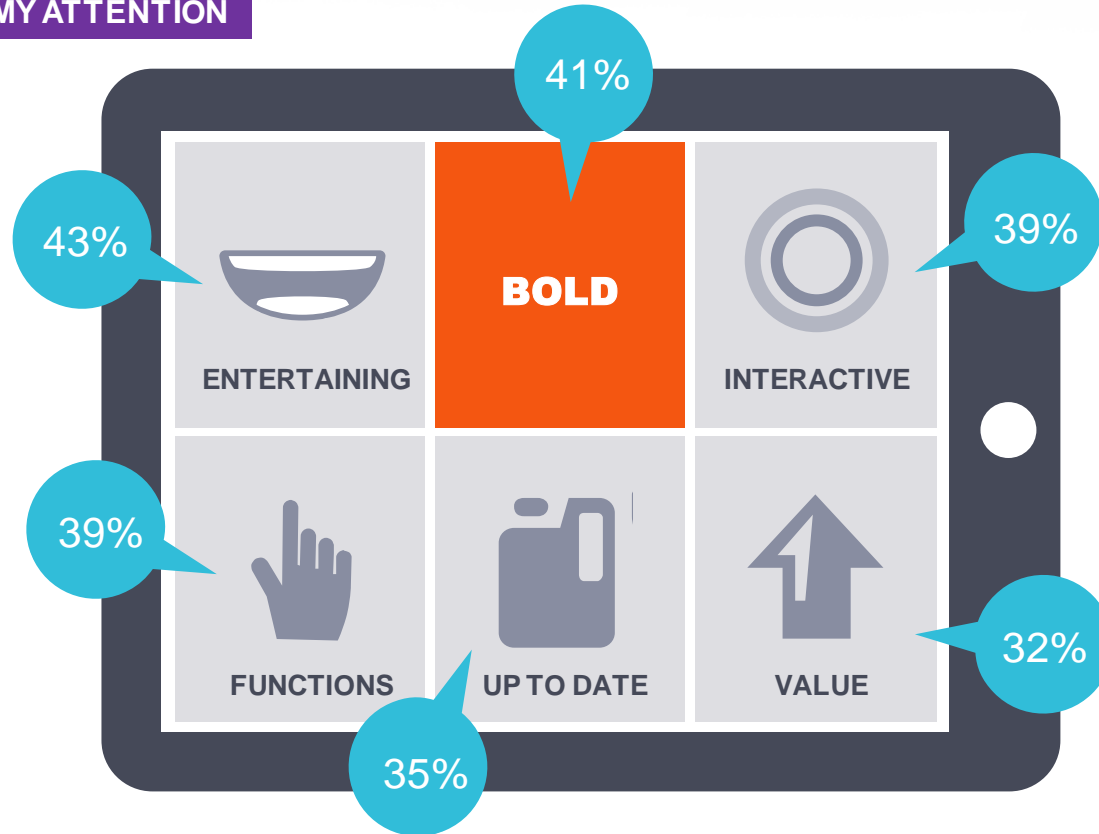 MY ATTENTION
41%
43%
39%
BOLD
ENTERTAINING
INTERACTIVE
39%
32%
FUNCTIONS
UP TO DATE
VALUE
35%